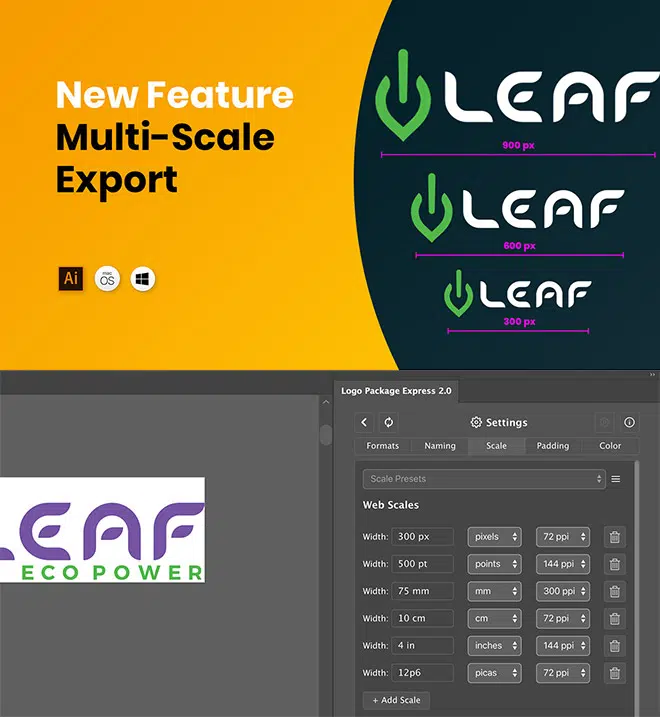 New Feature
Multi-Scale
Export
Ai
mac
OS
LEAF
900 px
LEAF
600 px
LEAF
300 px
Logo Package Express 2.0
Settings
Formats Naming Scale Padding Color
Scale Presets
Web Scales
Width: 300 px pixels 72 ppi
Width: 500 pt points 144 ppi
Width: 75 mm mm 300 ppi
Width: 10 cm cm 72 ppi
Width: 4 in inches 144 ppi
Width: 12p6 picas 72 ppi
+ Add Scale
LEAF
ECO POWER